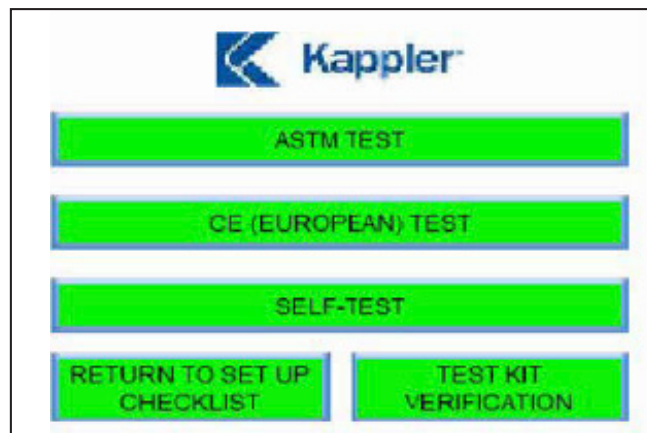 Kappler
ASTM TEST
CE (EUROPEAN) TEST
SELF-TEST
RETURN TO SET UP
CHECKLIST
TEST KIT
VERIFICATION